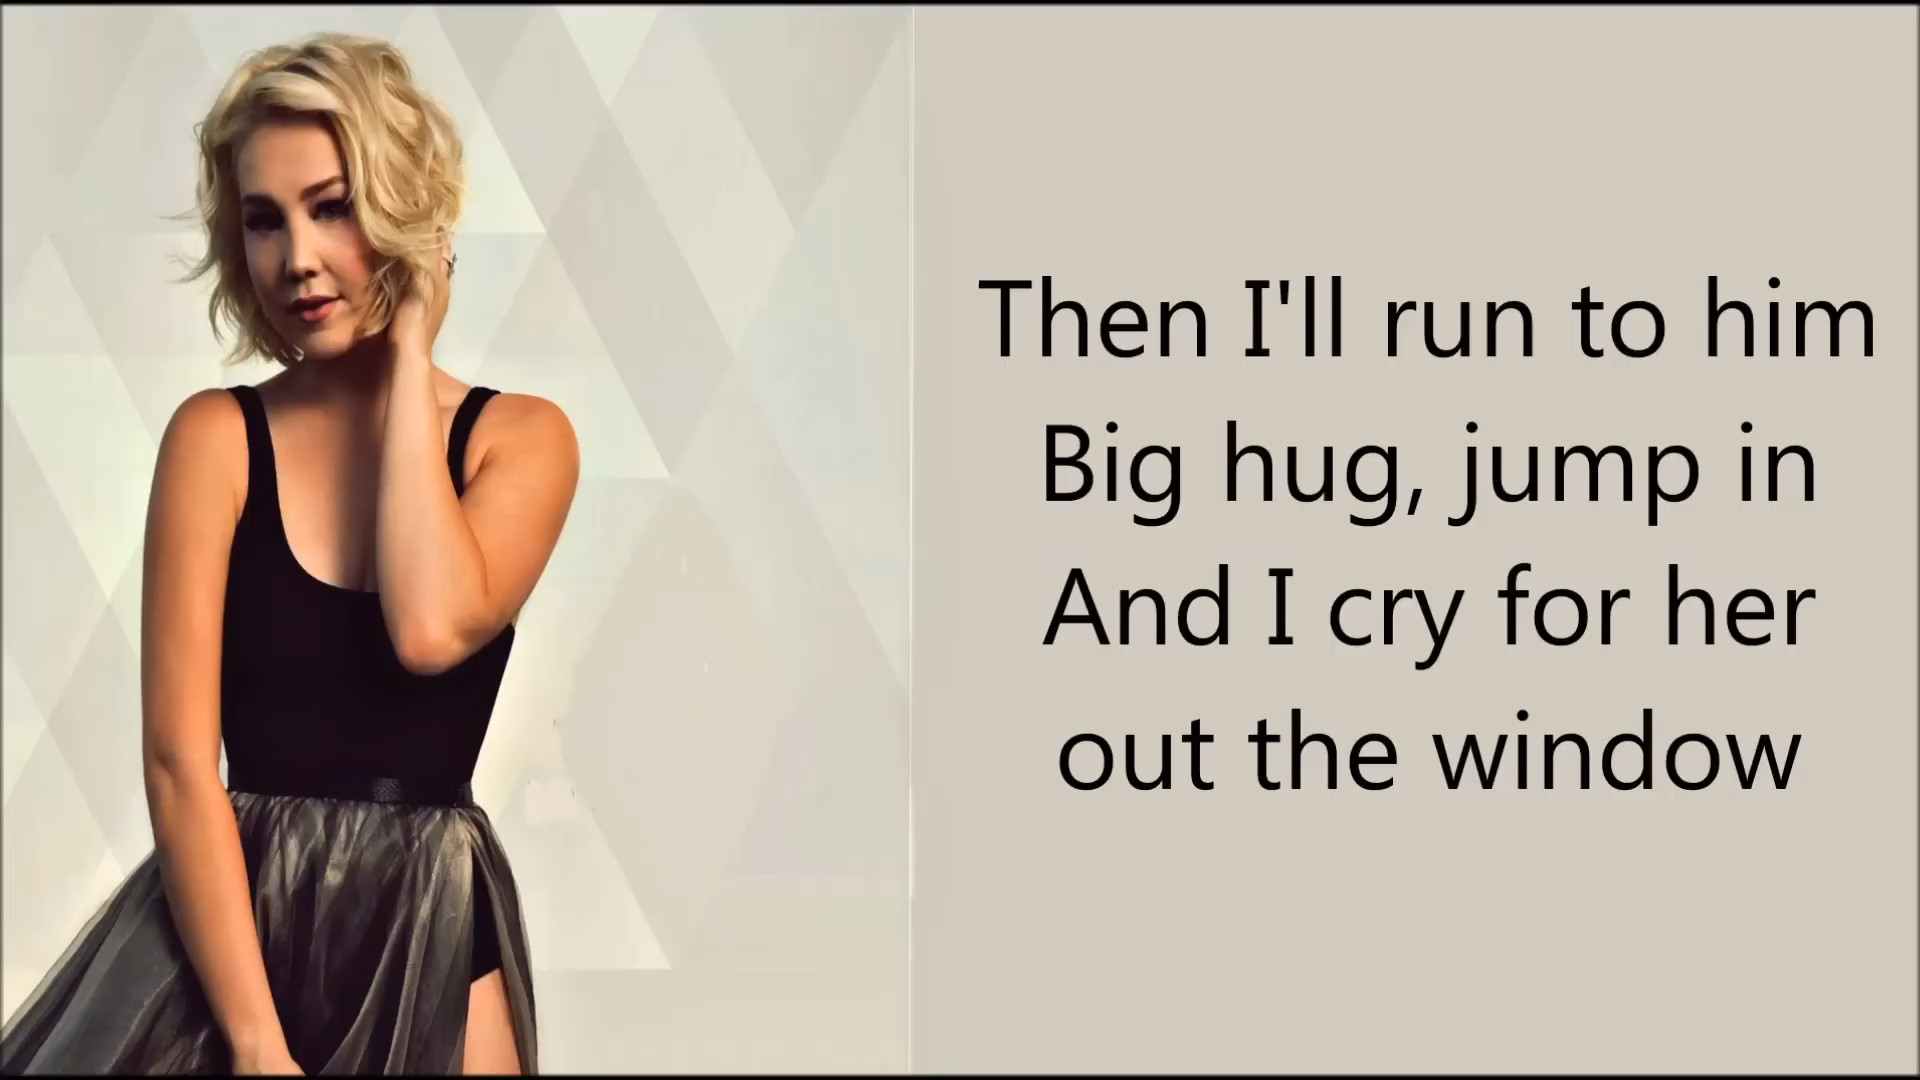 Then I'll run to him
Big hug, jump in
And I cry for her
out the window